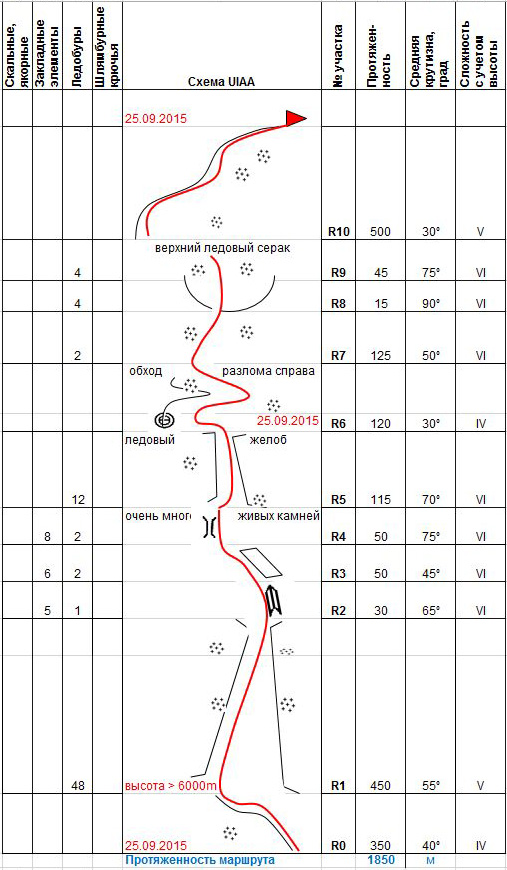 Скальные, якорные Закладные элементы Ледобуры Шлямбурные крючья Схема UIAA № участка Протяжен-ность Средняя крутизна, град Сложность с учетом высоты
25.09.2015
R10 500 30° V
верхний ледовый серак
4 R9 45 75° VI
4 R8 15 90° VI
2 R7 125 50° VI
обход разлома справа
25.09.2015 R6 120 30° IV
ледовый желоб
12 R5 115 70° VI
очень мног живых камней
8 2 R4 50 75° VI
6 2 R3 50 45° VI
5 1 R2 30 65° VI
48 высота > 6000m R1 450 55° V
25.09.2015 R0 350 40° IV
Протяженность маршрута 1850 м